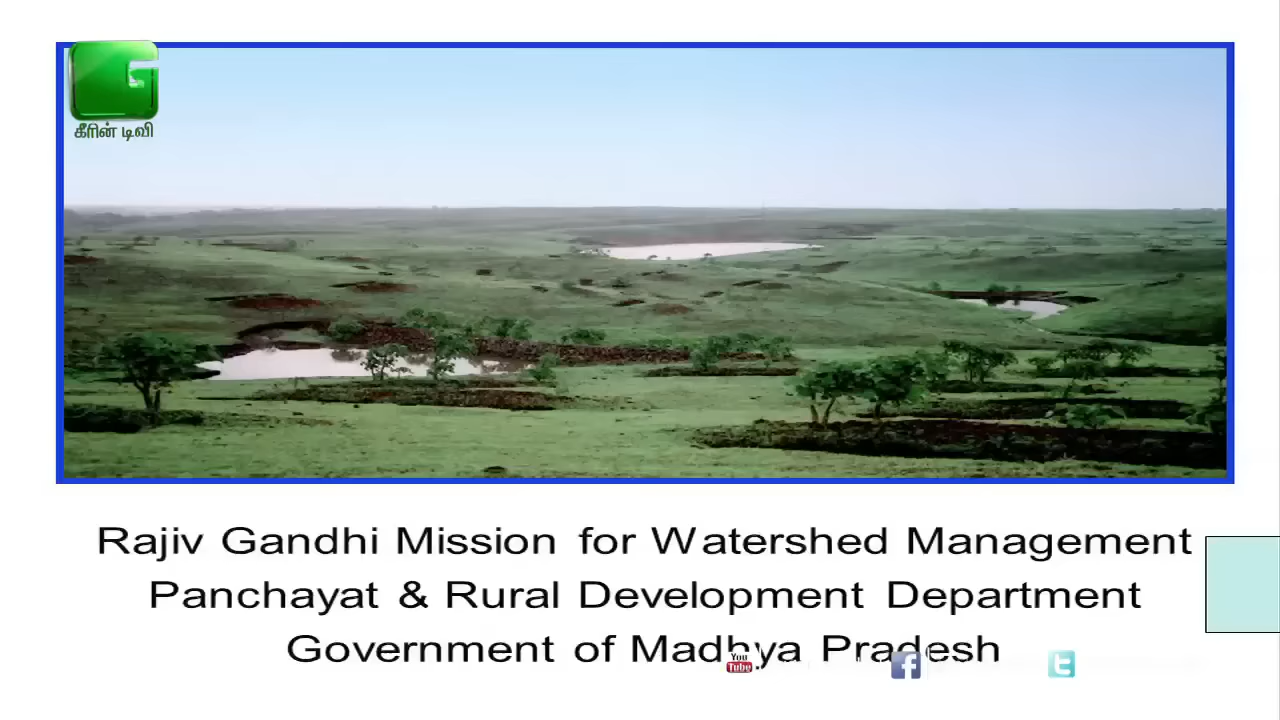 கீரின் டிவி
Rajiv Gandhi Mission for Watershed Management
Panchayat & Rural Development Department
Government of Madhya Pradesh
You
Tube
f
t